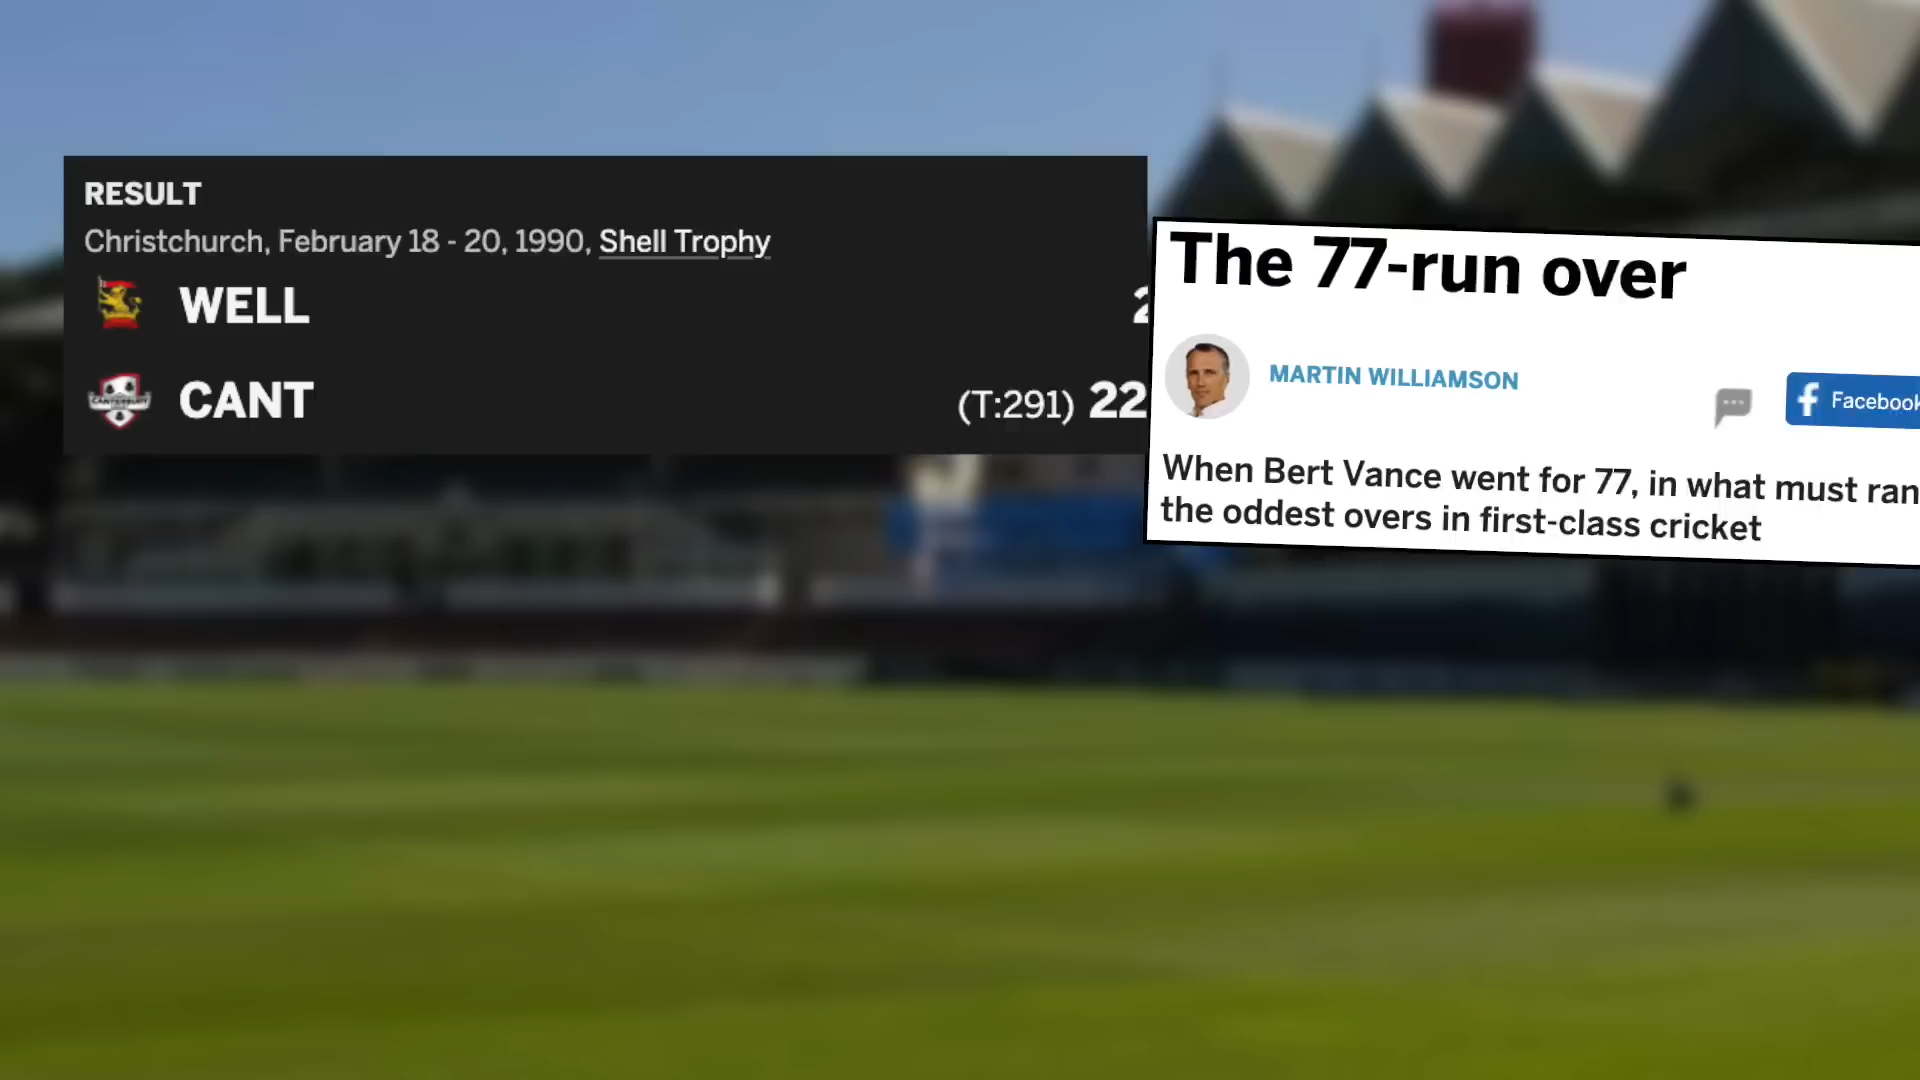 RESULT
Christchurch, February 18 - 20, 1990, Shell Trophy
WELL 2
CANT (T:291) 22
The 77-run over
MARTIN WILLIAMSON
Facebook
When Bert Vance went for 77, in what must ran
the oddest overs in first-class cricket